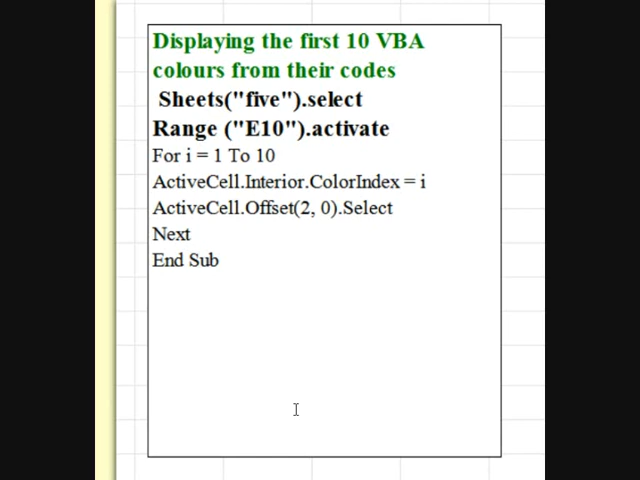 Displaying the first 10 VBA
colours from their codes
Sheets("five").select
Range ("E10").activate
For i = 1 To 10
ActiveCell.Interior.ColorIndex = i
ActiveCell.Offset(2, 0).Select
Next
End Sub